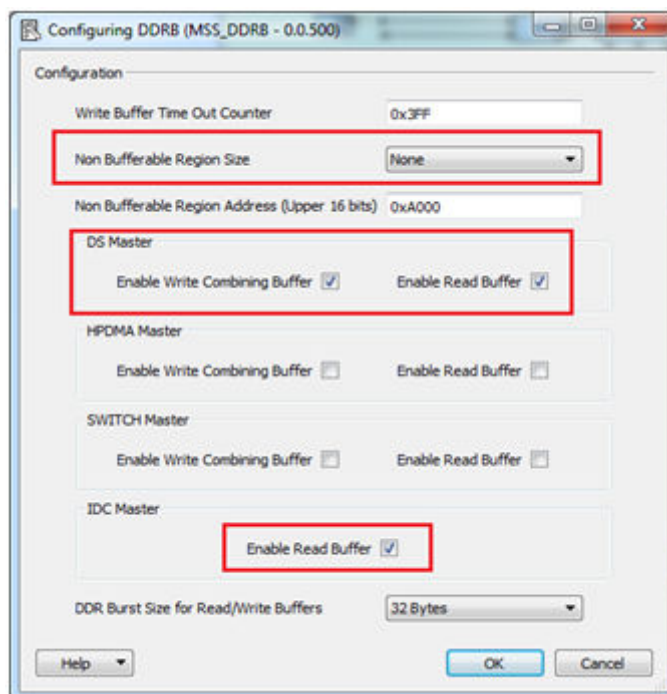 Configuring DDRB (MSS_DDRB - 0.0.500)
Configuration
Write Buffer Time Out Counter 0x3FF
Non Bufferable Region Size None
Non Bufferable Region Address (Upper 16 bits) 0xA000
DS Master
Enable Write Combining Buffer Enable Read Buffer
HPDMA Master
Enable Write Combining Buffer Enable Read Buffer
SWITCH Master
Enable Write Combining Buffer Enable Read Buffer
IDC Master
Enable Read Buffer
DDR Burst Size for Read/Write Buffers 32 Bytes
Help OK Cancel